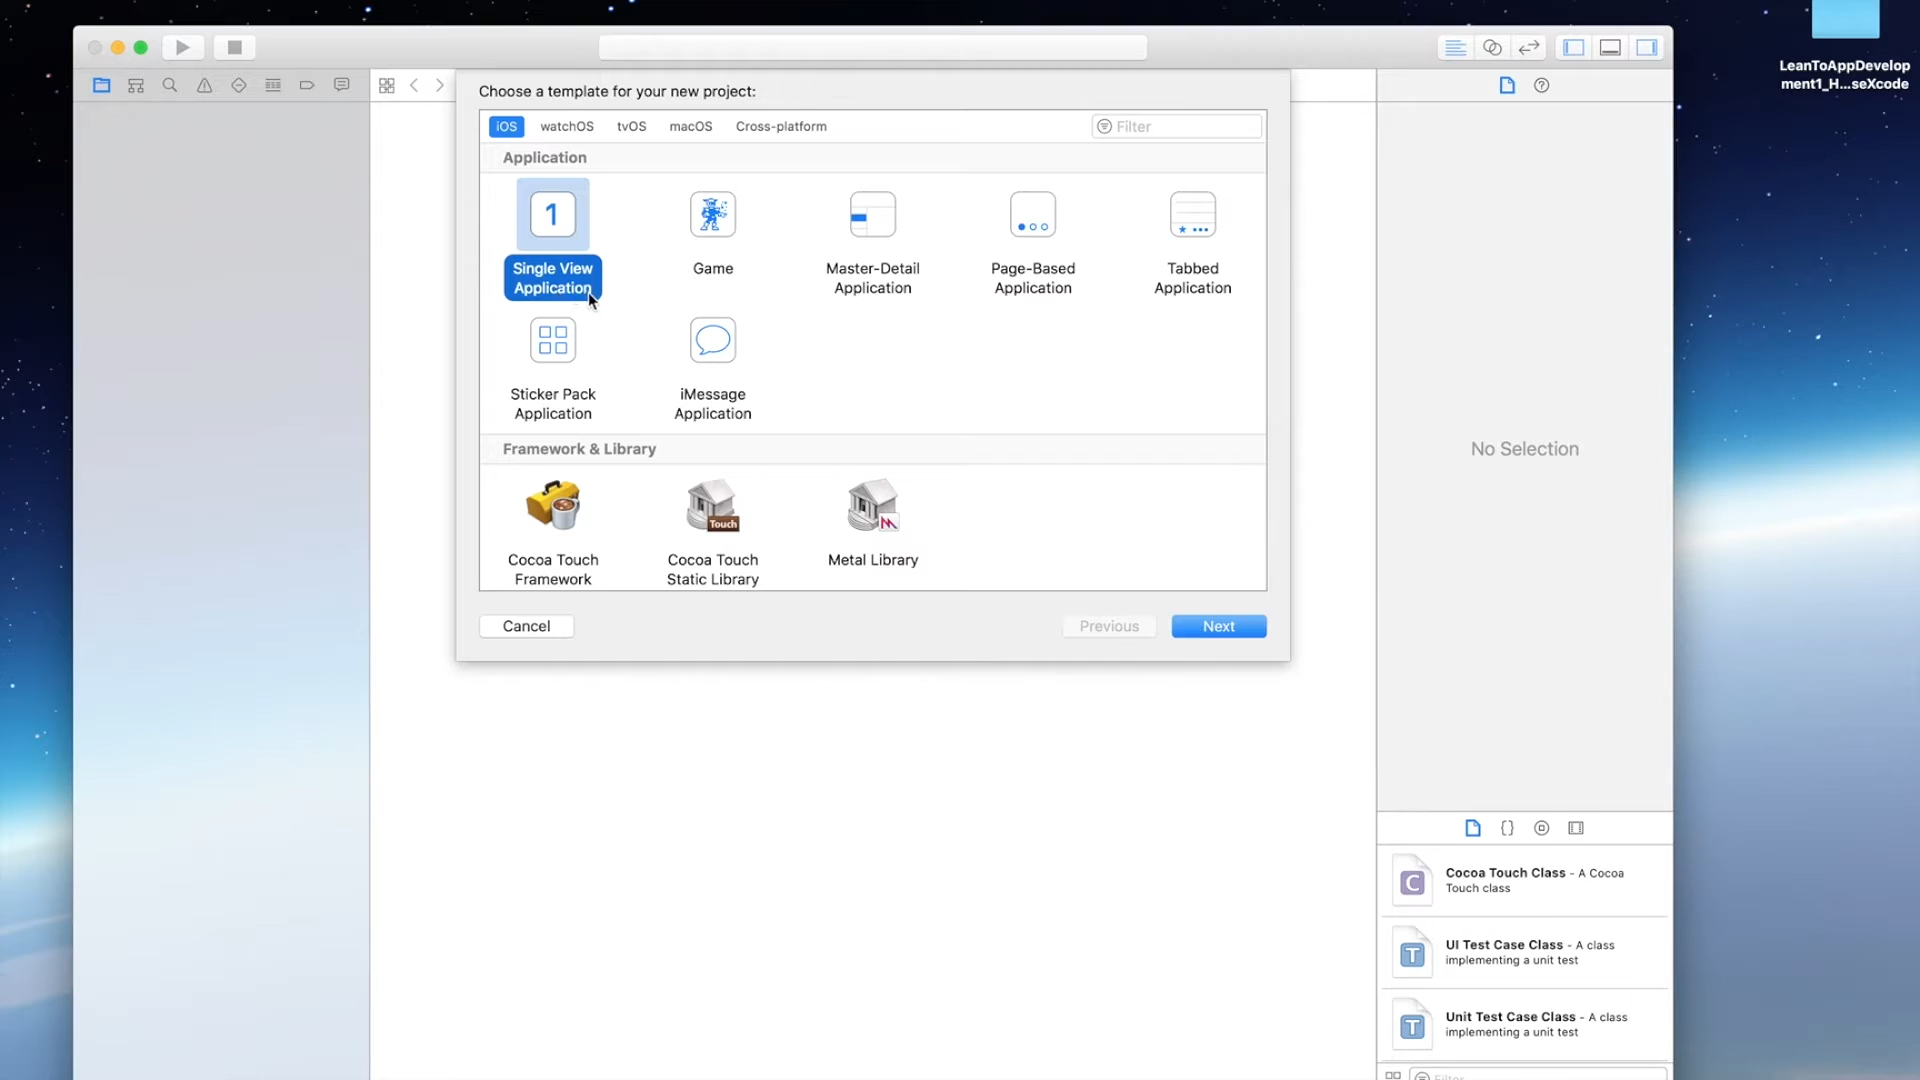 LeanToAppDevelop
ment1_H...seXcode
Choose a template for your new project:
iOS
watchOS
tvOS
macOS
Cross-platform
Filter
Application
1
Single View
Application
Game
Master-Detail
Application
Page-Based
Application
Tabbed
Application
Sticker Pack
Application
iMessage
Application
Framework & Library
Touch
Cocoa Touch
Framework
Cocoa Touch
Static Library
Metal Library
Cancel
Previous
Next
No Selection
{}
C
Cocoa Touch Class - A Cocoa
Touch class
T
UI Test Case Class - A class
implementing a unit test
T
Unit Test Case Class - A class
implementing a unit test
Filter